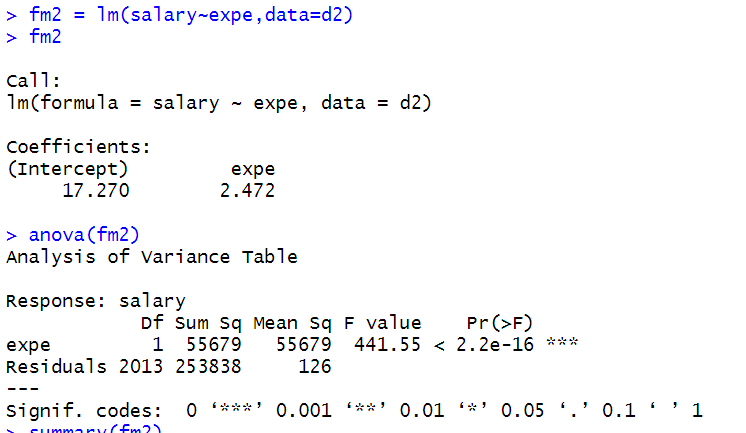 > fm2 = lm(salary~expe,data=d2)
> fm2
Call:
lm(formula = salary ~ expe, data = d2)
Coefficients:
(Intercept)         expe
     17.270        2.472
> anova(fm2)
Analysis of Variance Table
Response: salary
            Df Sum Sq Mean Sq F value    Pr(>F)
expe         1  55679   55679  441.55 < 2.2e-16 ***
Residuals 2013 253838     126
---
Signif. codes:  0 ‘***’ 0.001 ‘**’ 0.01 ‘*’ 0.05 ‘.’ 0.1 ‘ ’ 1
> summary(fm2)